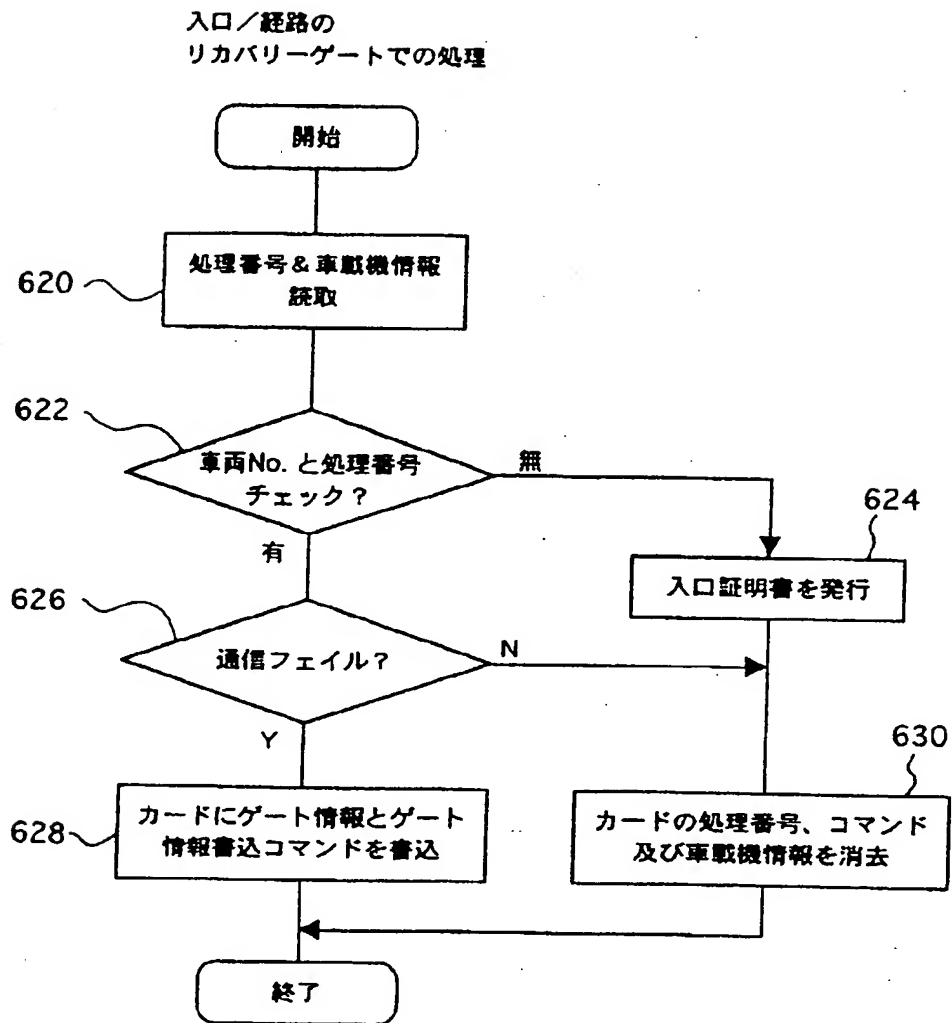 入口／経路の
リカバリーゲートでの処理
開始
620
処理番号＆車載機情報
読取
622
車両No. と処理番号
チェック？
無
有
624
入口証明書を発行
626
通信フェイル？
N
Y
628
カードにゲート情報とゲート
情報書込コマンドを書込
630
カードの処理番号、コマンド
及び車載機情報を消去
終了